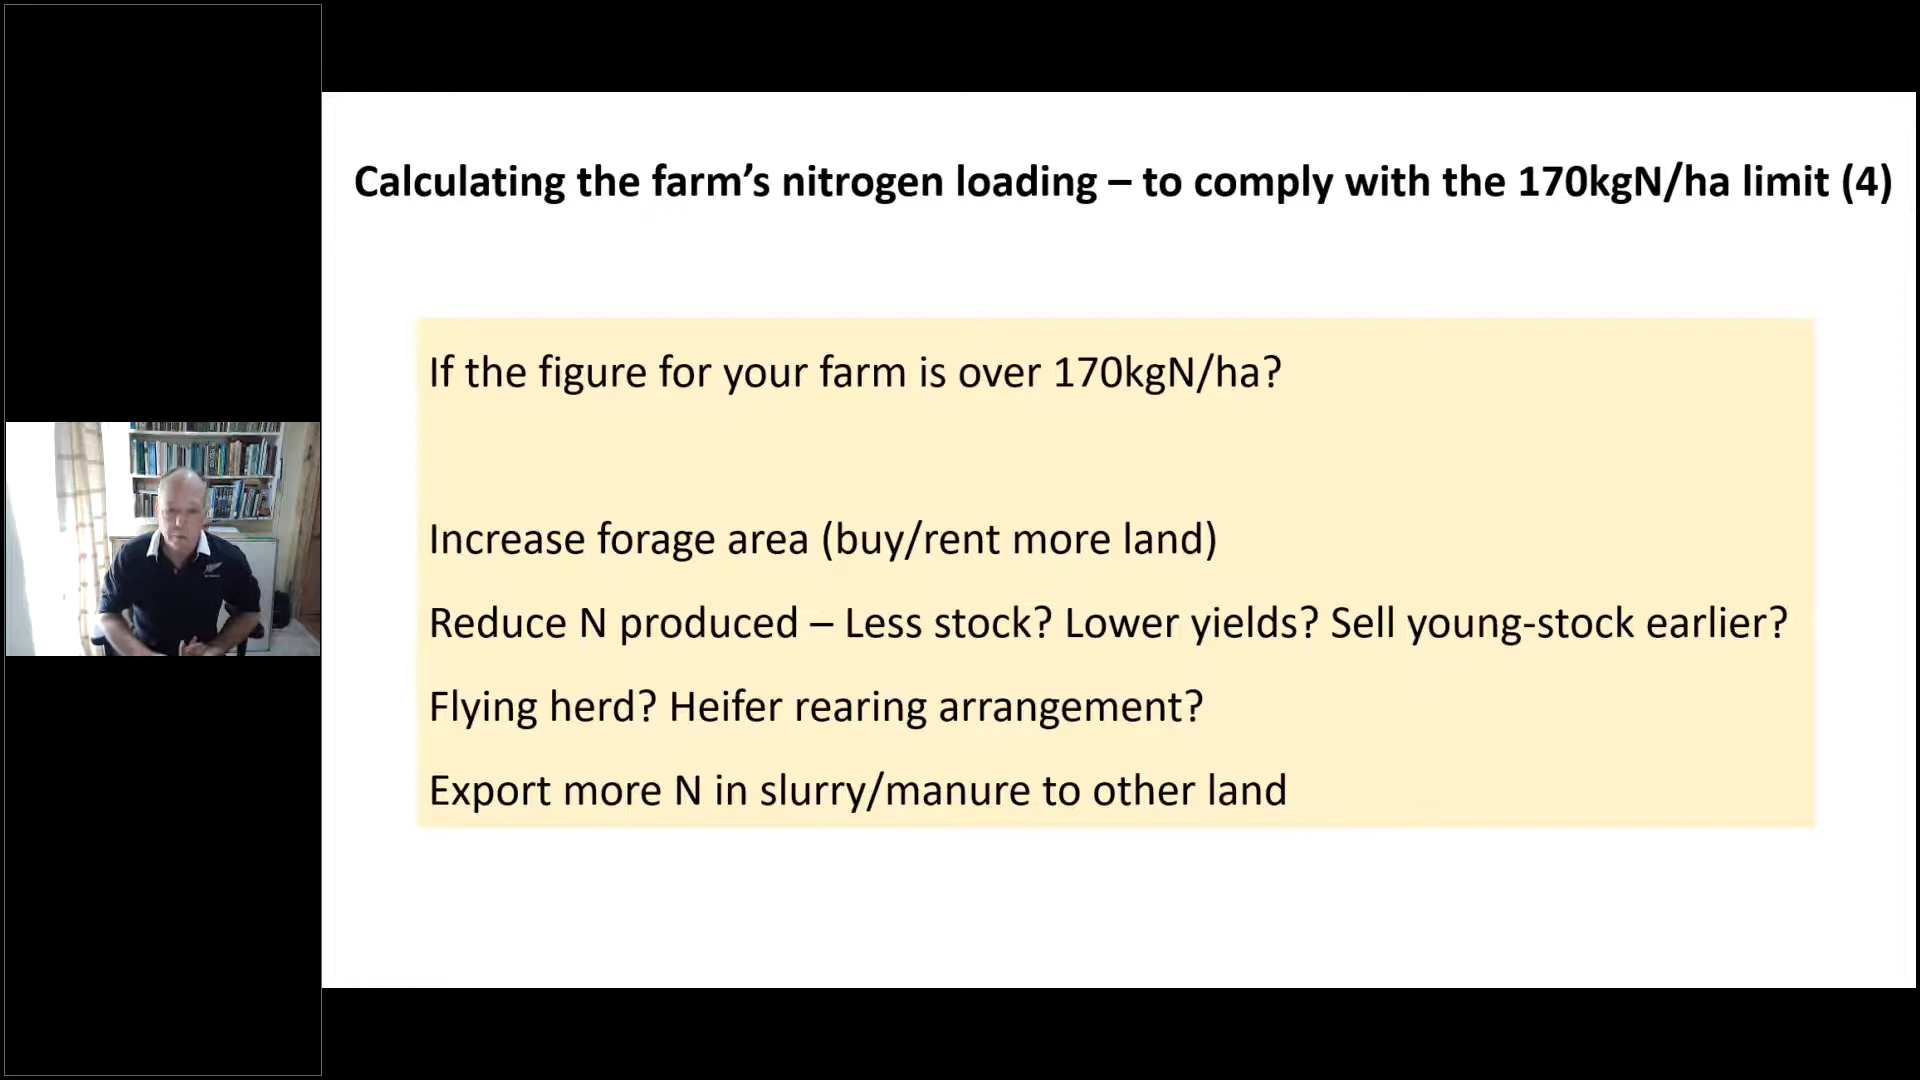 Calculating the farm’s nitrogen loading – to comply with the 170kgN/ha limit (4)
If the figure for your farm is over 170kgN/ha?
Increase forage area (buy/rent more land)
Reduce N produced – Less stock? Lower yields? Sell young-stock earlier?
Flying herd? Heifer rearing arrangement?
Export more N in slurry/manure to other land